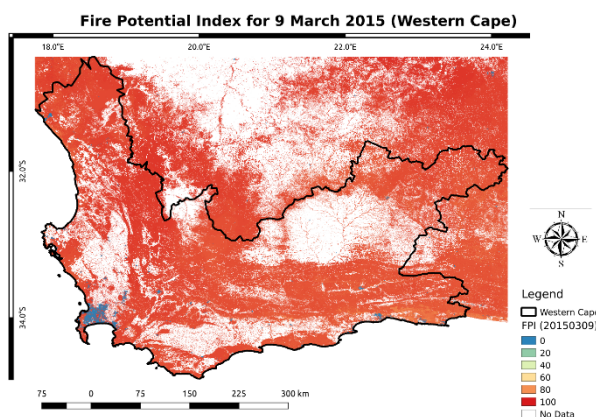 Fire Potential Index for 9 March 2015 (Western Cape)
18.0°E 20.0°E 22.0°E 24.0°E
32.0°S
34.0°S
N
W E
S
Legend
Western Cape
FPI (20150309)
0
20
40
60
80
100
No Data
75 0 75 150 225 300 km